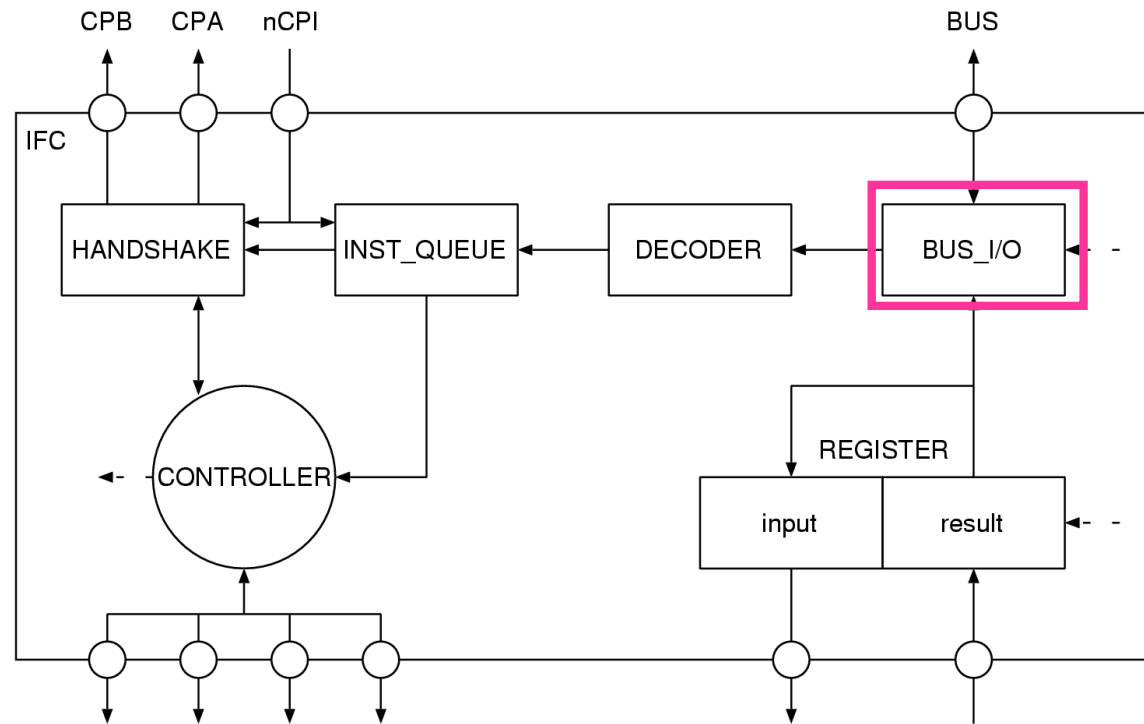 CPB CPA nCPI BUS
IFC
HANDSHAKE INST_QUEUE DECODER BUS_I/O
REGISTER
CONTROLLER
input result